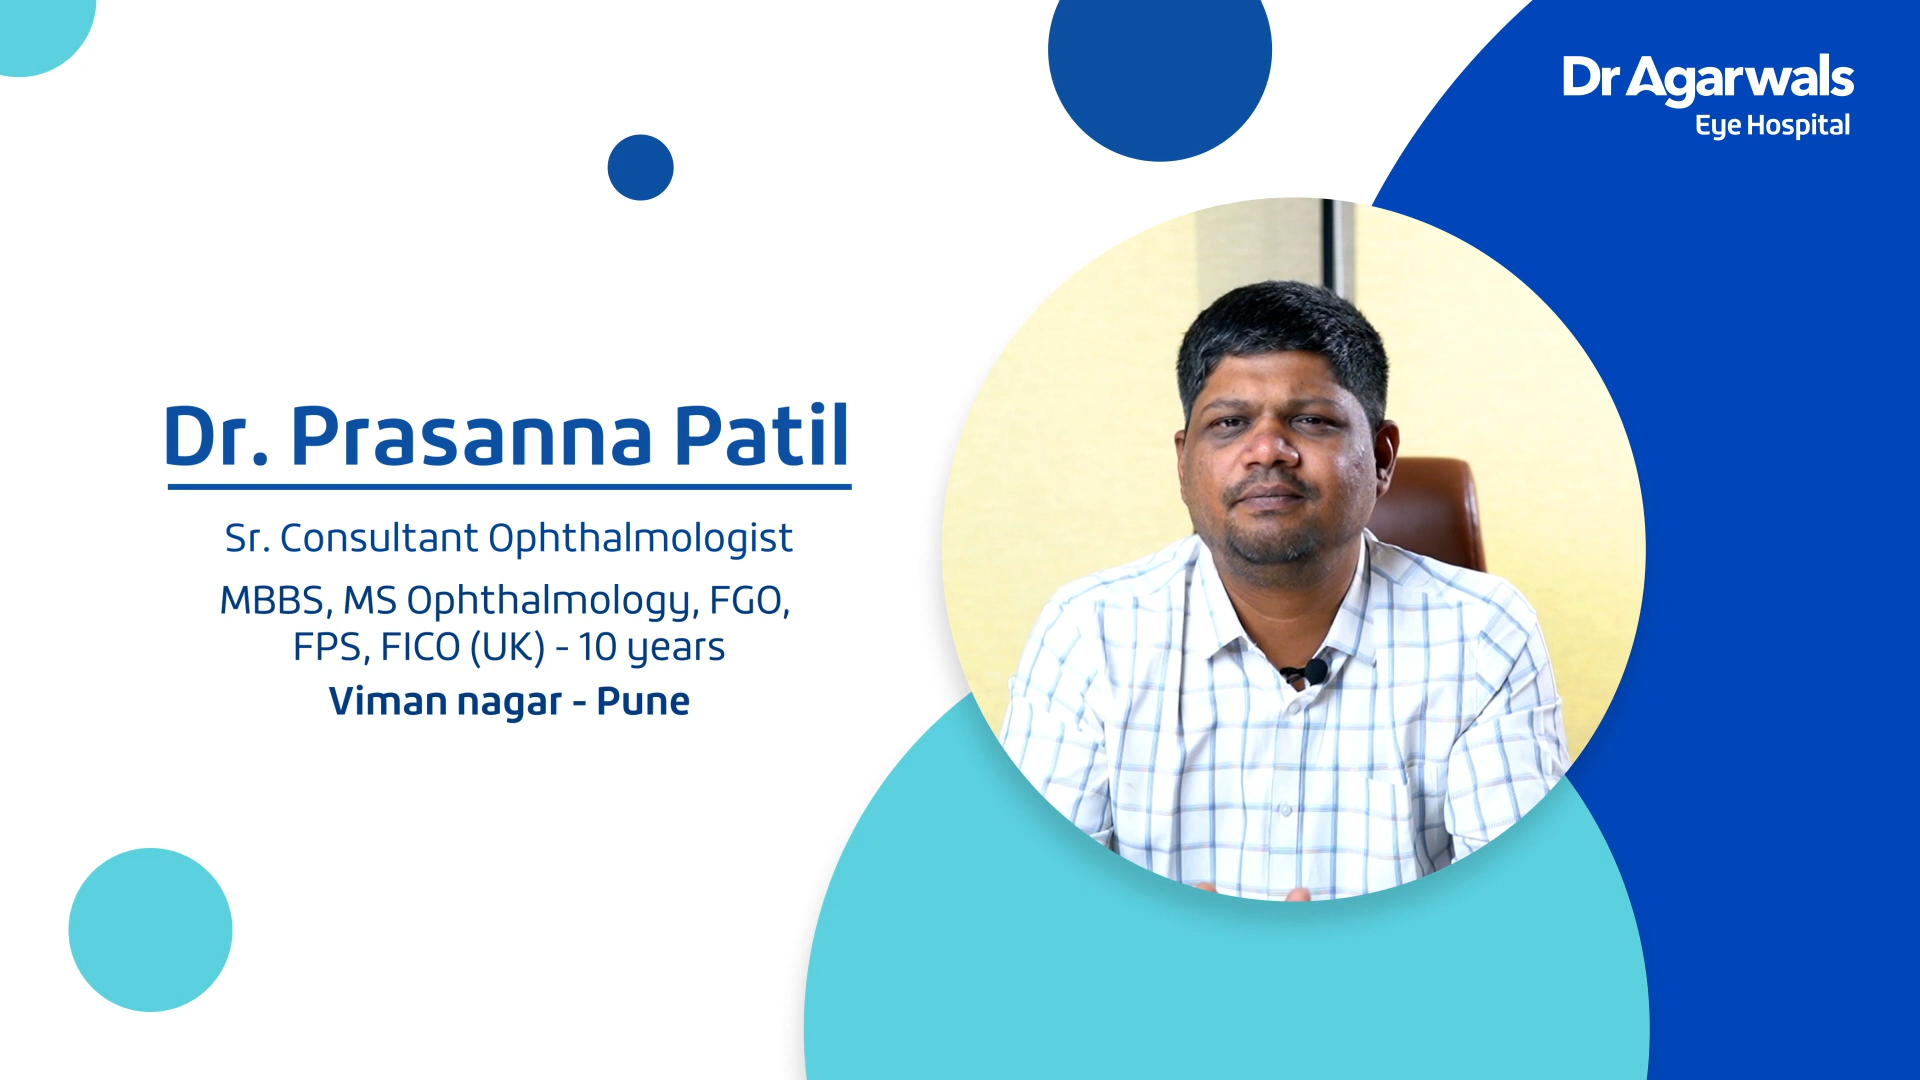 Dr Agarwals
Eye Hospital
Dr. Prasanna Patil
Sr. Consultant Ophthalmologist
MBBS, MS Ophthalmology, FGO,
FPS, FICO (UK) - 10 years
Viman nagar - Pune